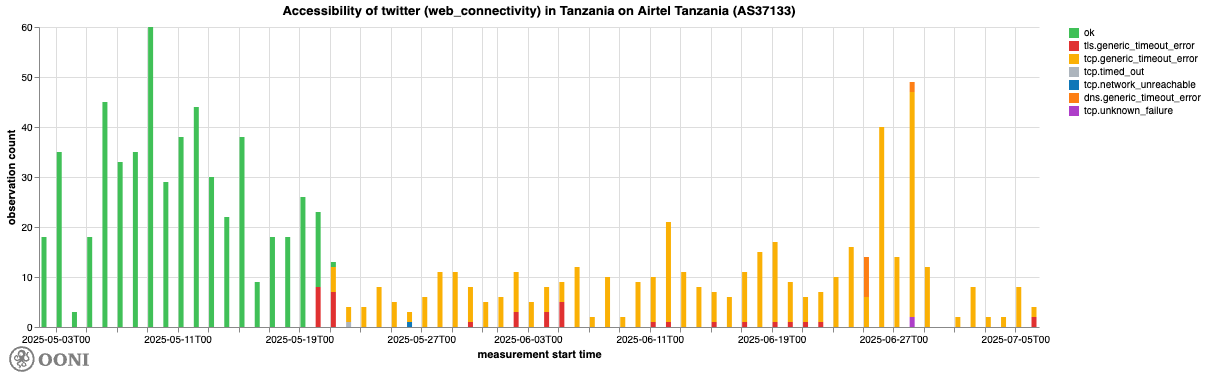 Accessibility of twitter (web_connectivity) in Tanzania on Airtel Tanzania (AS37133)
observation count
60
50
40
30
20
10
0
2025-05-03T00 2025-05-11T00 2025-05-19T00 2025-05-27T00 2025-06-03T00 2025-06-11T00 2025-06-19T00 2025-06-27T00 2025-07-05T00
measurement start time
ok
tls.generic_timeout_error
tcp.generic_timeout_error
tcp.timed_out
tcp.network_unreachable
dns.generic_timeout_error
tcp.unknown_failure
OONI